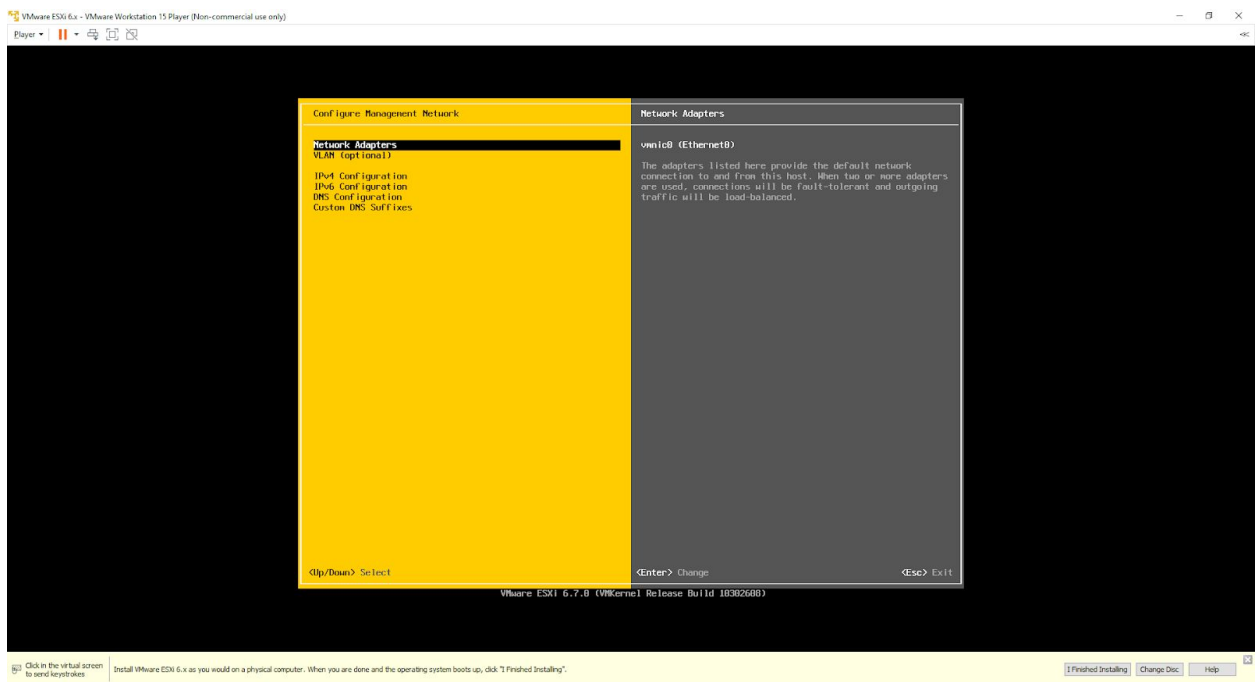 VMware ESXi 6.x - VMware Workstation 15 Player (Non-commercial use only)
Player
Configure Management Network
Network Adapters
VLAN (optional)
IPv4 Configuration
IPv6 Configuration
DNS Configuration
Custom DNS Suffixes
<Up/Down> Select
Network Adapters
vmnic0 (Ethernet0)
The adapters listed here provide the default network
connection to and from this host. When two or more adapters
are used, connections will be fault-tolerant and outgoing
traffic will be load-balanced.
<Enter> Change
<Esc> Exit
VMware ESXi 6.7.0 (VMKernel Release Build 10302608)
Click in the virtual screen
to send keystrokes
Install VMware ESXi 6.x as you would on a physical computer. When you are done and the operating system boots up, click "I Finished Installing".
I Finished Installing
Change Disc
Help